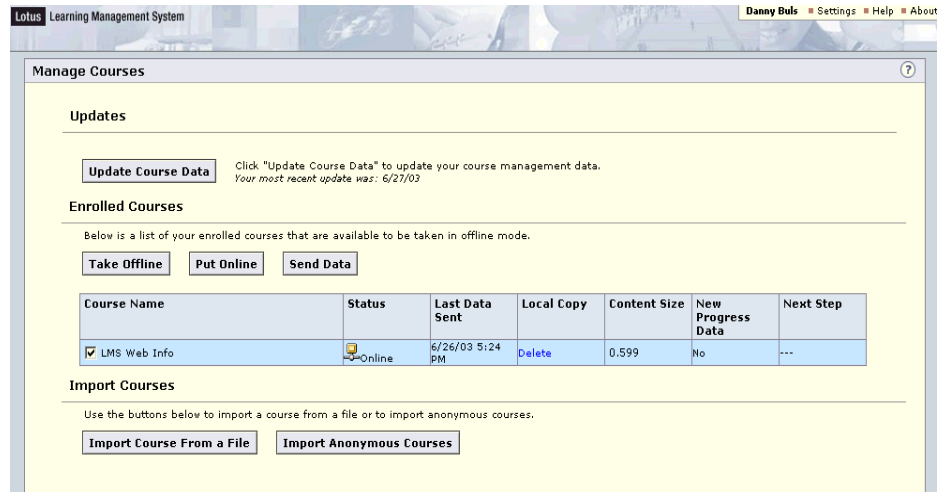 Lotus Learning Management System
Danny Buls Settings Help About
Manage Courses ?
Updates
Update Course Data
Click "Update Course Data" to update your course management data.
Your most recent update was: 6/27/03
Enrolled Courses
Below is a list of your enrolled courses that are available to be taken in offline mode.
Take Offline Put Online Send Data
Course Name Status Last Data Sent Local Copy Content Size New Progress Data Next Step
LMS Web Info Online 6/26/03 5:24 PM Delete 0.599 No ---
Import Courses
Use the buttons below to import a course from a file or to import anonymous courses.
Import Course From a File Import Anonymous Courses